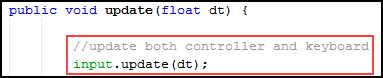 public void update(float dt) {
//update both controller and keyboard
input.update(dt);